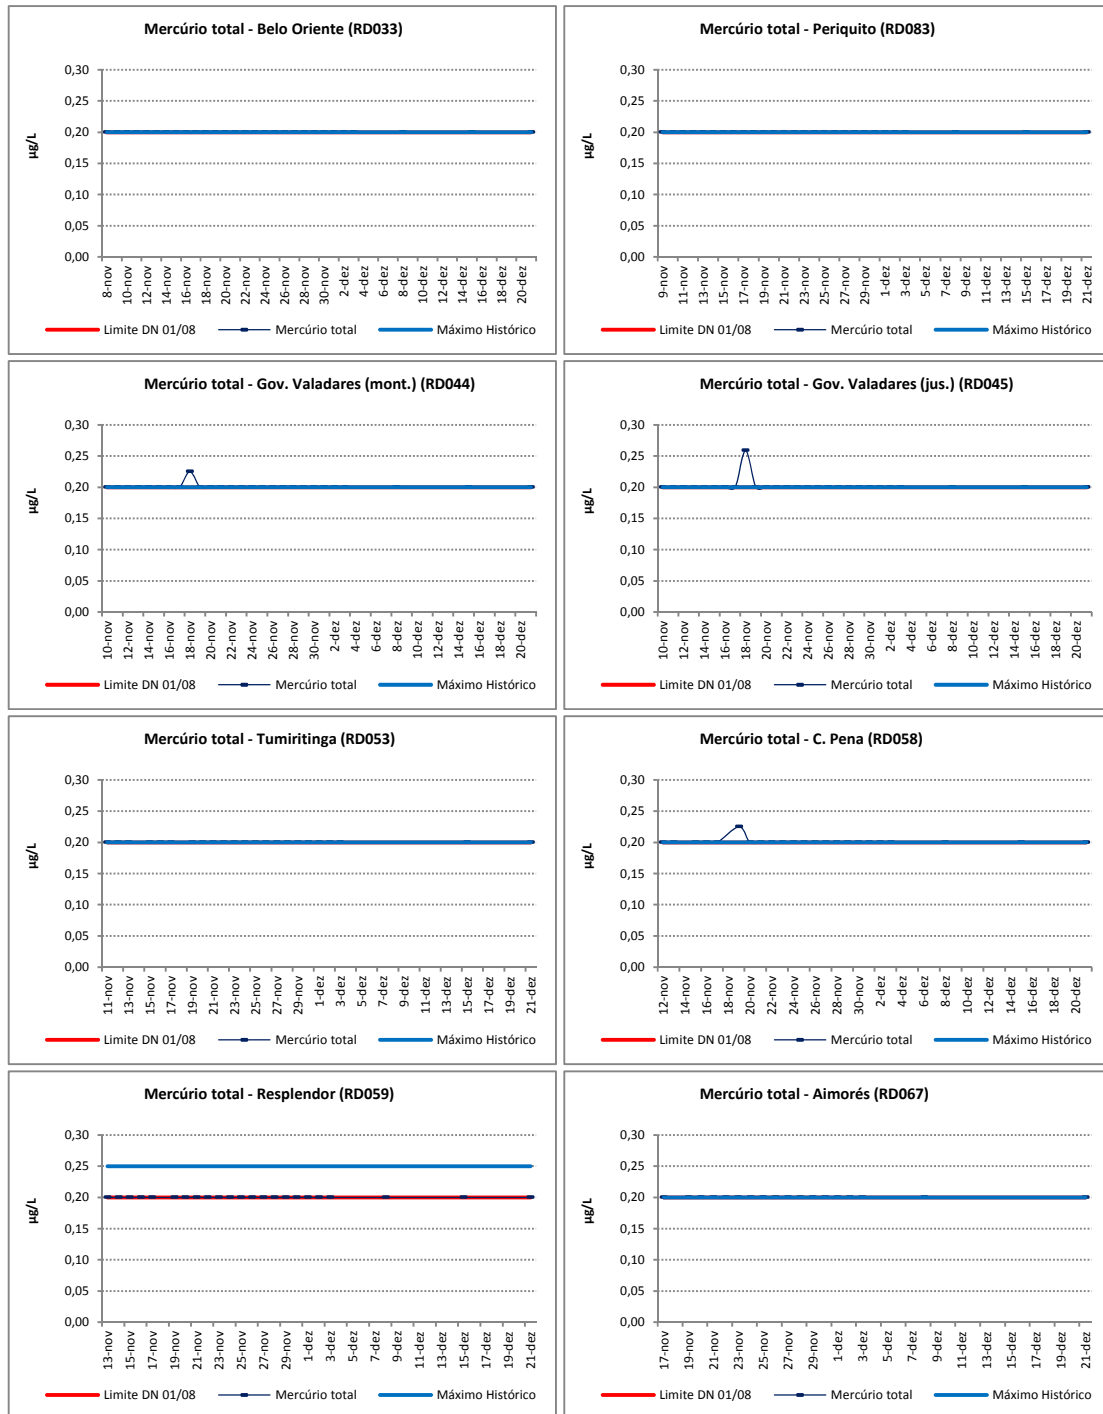 Mercúrio total - Belo Oriente (RD033)
0,30
0,25
0,20
0,15
0,10
0,05
0,00
µg/L
8-nov
10-nov
12-nov
14-nov
16-nov
18-nov
20-nov
22-nov
24-nov
26-nov
28-nov
30-nov
2-dez
4-dez
6-dez
8-dez
10-dez
12-dez
14-dez
16-dez
18-dez
20-dez
Limite DN 01/08 Mercúrio total Máximo Histórico
Mercúrio total - Periquito (RD083)
0,30
0,25
0,20
0,15
0,10
0,05
0,00
µg/L
9-nov
11-nov
13-nov
15-nov
17-nov
19-nov
21-nov
23-nov
25-nov
27-nov
29-nov
1-dez
3-dez
5-dez
7-dez
9-dez
11-dez
13-dez
15-dez
17-dez
19-dez
21-dez
Limite DN 01/08 Mercúrio total Máximo Histórico
Mercúrio total - Gov. Valadares (mont.) (RD044)
0,30
0,25
0,20
0,15
0,10
0,05
0,00
µg/L
10-nov
12-nov
14-nov
16-nov
18-nov
20-nov
22-nov
24-nov
26-nov
28-nov
30-nov
2-dez
4-dez
6-dez
8-dez
10-dez
12-dez
14-dez
16-dez
18-dez
20-dez
Limite DN 01/08 Mercúrio total Máximo Histórico
Mercúrio total - Gov. Valadares (jus.) (RD045)
0,30
0,25
0,20
0,15
0,10
0,05
0,00
µg/L
10-nov
12-nov
14-nov
16-nov
18-nov
20-nov
22-nov
24-nov
26-nov
28-nov
30-nov
2-dez
4-dez
6-dez
8-dez
10-dez
12-dez
14-dez
16-dez
18-dez
20-dez
Limite DN 01/08 Mercúrio total Máximo Histórico
Mercúrio total - Tumiritinga (RD053)
0,30
0,25
0,20
0,15
0,10
0,05
0,00
µg/L
11-nov
13-nov
15-nov
17-nov
19-nov
21-nov
23-nov
25-nov
27-nov
29-nov
1-dez
3-dez
5-dez
7-dez
9-dez
11-dez
13-dez
15-dez
17-dez
19-dez
21-dez
Limite DN 01/08 Mercúrio total Máximo Histórico
Mercúrio total - C. Pena (RD058)
0,30
0,25
0,20
0,15
0,10
0,05
0,00
µg/L
12-nov
14-nov
16-nov
18-nov
20-nov
22-nov
24-nov
26-nov
28-nov
30-nov
2-dez
4-dez
6-dez
8-dez
10-dez
12-dez
14-dez
16-dez
18-dez
20-dez
Limite DN 01/08 Mercúrio total Máximo Histórico
Mercúrio total - Resplendor (RD059)
0,30
0,25
0,20
0,15
0,10
0,05
0,00
µg/L
13-nov
15-nov
17-nov
19-nov
21-nov
23-nov
25-nov
27-nov
29-nov
1-dez
3-dez
5-dez
7-dez
9-dez
11-dez
13-dez
15-dez
17-dez
19-dez
21-dez
Limite DN 01/08 Mercúrio total Máximo Histórico
Mercúrio total - Aimorés (RD067)
0,30
0,25
0,20
0,15
0,10
0,05
0,00
µg/L
17-nov
19-nov
21-nov
23-nov
25-nov
27-nov
29-nov
1-dez
3-dez
5-dez
7-dez
9-dez
11-dez
13-dez
15-dez
17-dez
19-dez
21-dez
Limite DN 01/08 Mercúrio total Máximo Histórico